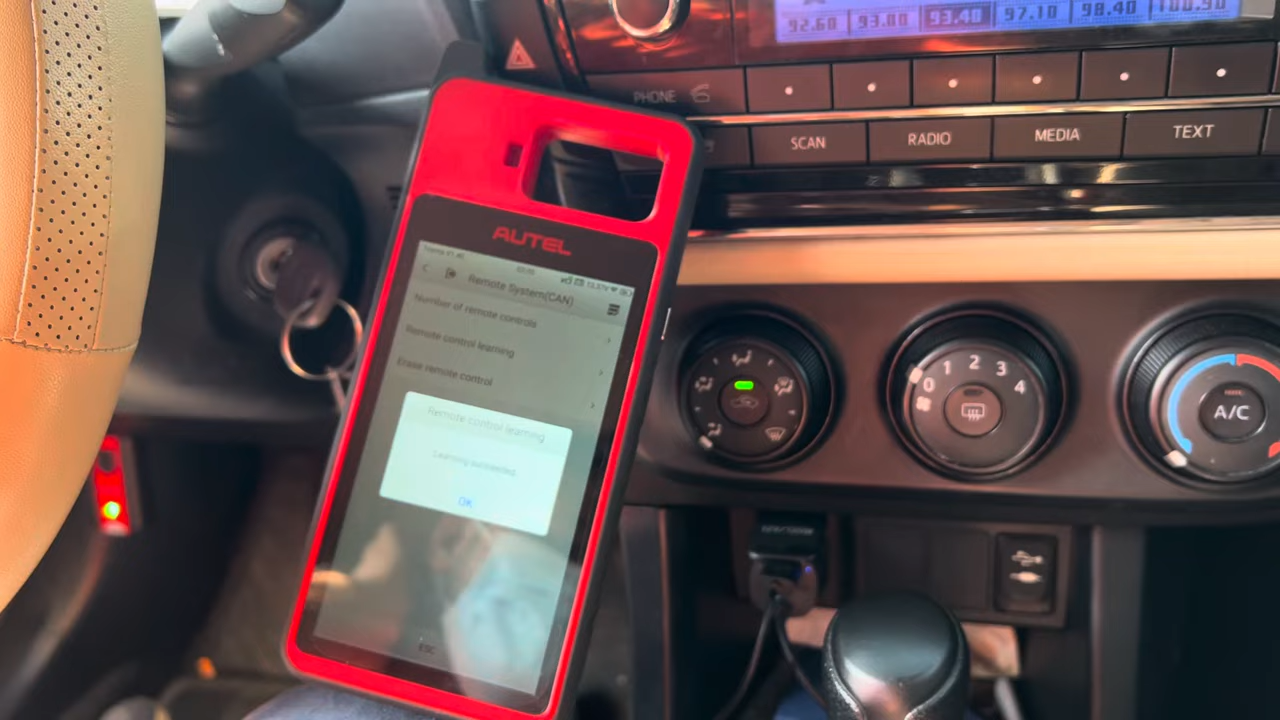 92.60 93.00 93.40 97.10 98.40 100.90
PHONE
SCAN RADIO MEDIA TEXT
AUTEL
Remote System(CAN)
Number of remote controls
Remote control learning
Erase remote control
Remote control learning
Learning succeeded
OK
ESC
0 1 2 3 4
A/C